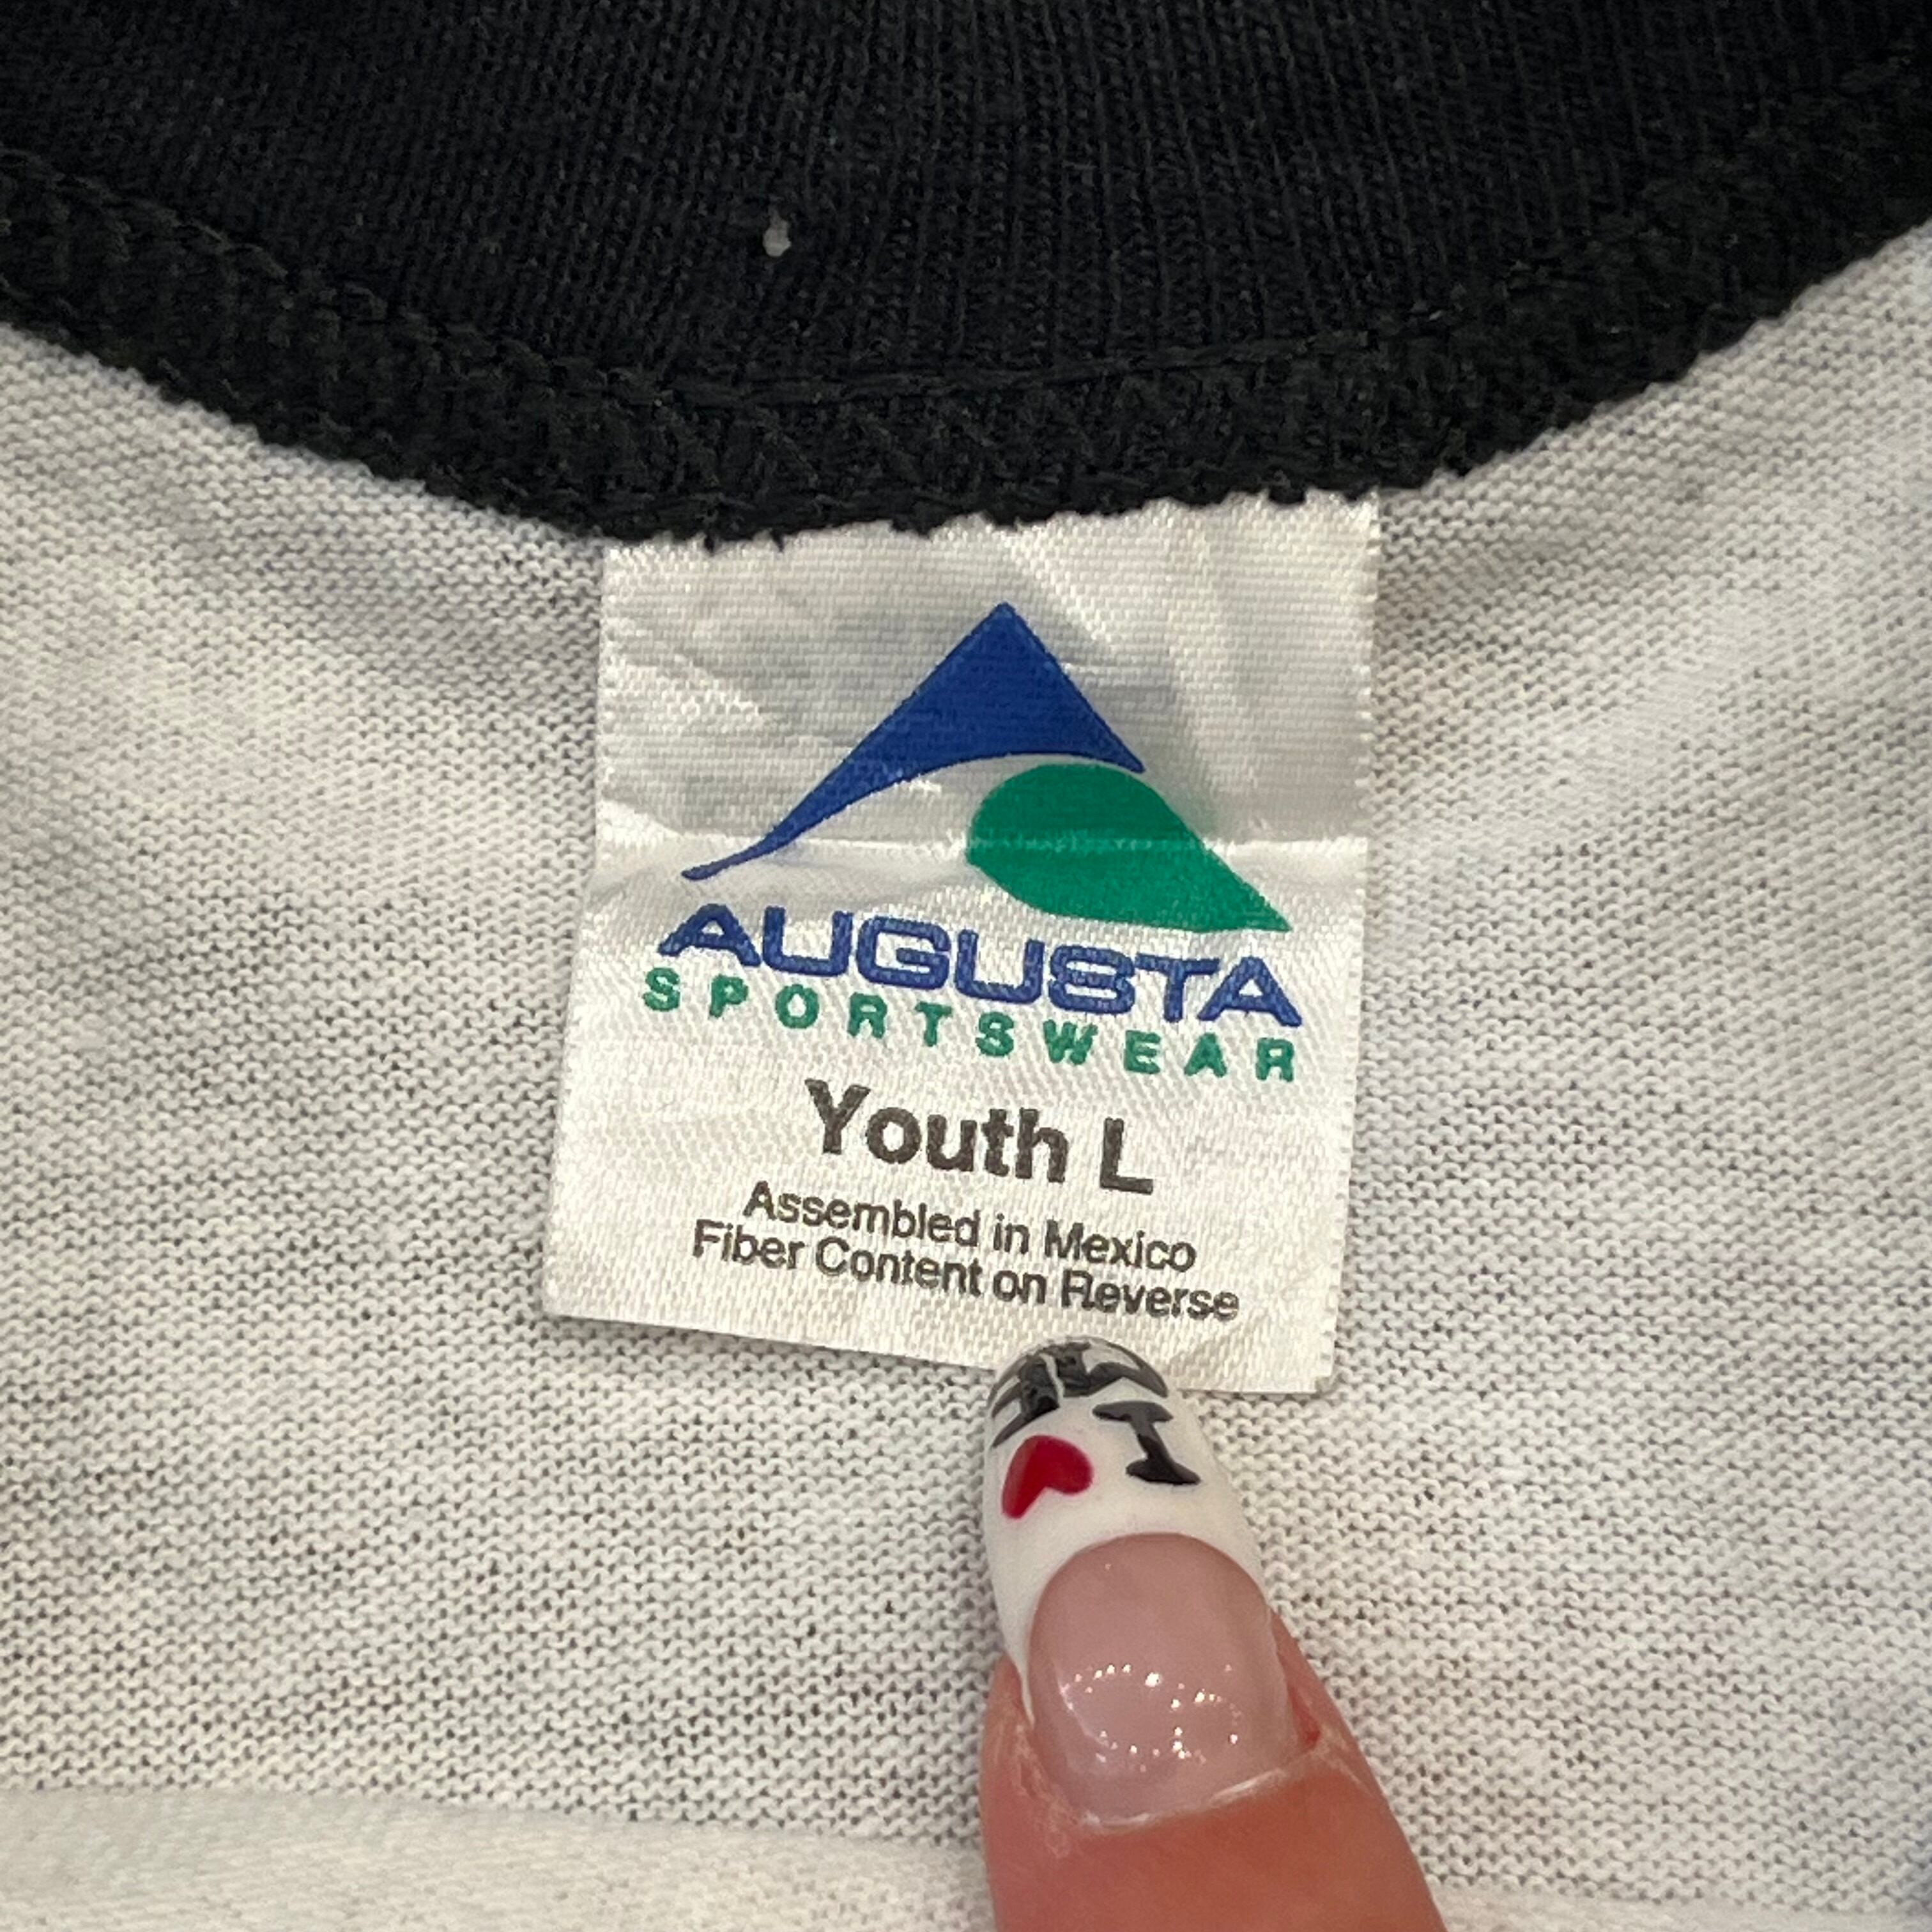 AUGUSTA
SPORTSWEAR
Youth L
Assembled in Mexico
Fiber Content on Reverse
I